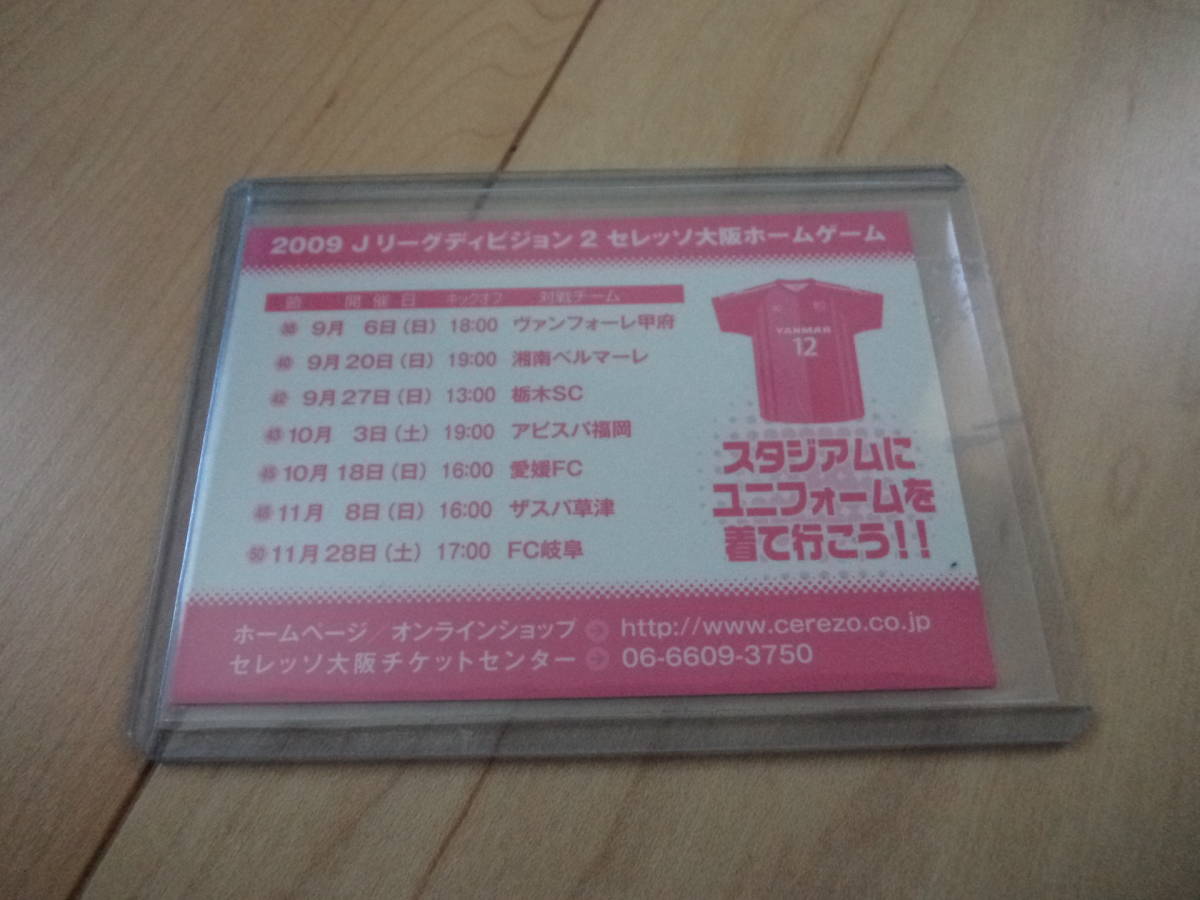 2009 Jリーグディビジョン2 セレッソ大阪ホームゲーム
節 開催日 キックオフ 対戦チーム
9月 6日(日) 18:00 ヴァンフォーレ甲府
40 9月20日(日) 19:00 湘南ベルマーレ
42 9月27日(日) 13:00 栃木SC
43 10月 3日(土) 19:00 アビスパ福岡
10月18日(日) 16:00 愛媛FC
11月 8日(日) 16:00 ザスパ草津
50 11月28日(土) 17:00 FC岐阜
YANMAR
12
スタジアムに
ユニフォームを
着て行こう!!
ホームページ/オンラインショップ http://www.cerezo.co.jp
セレッソ大阪チケットセンター 06-6609-3750